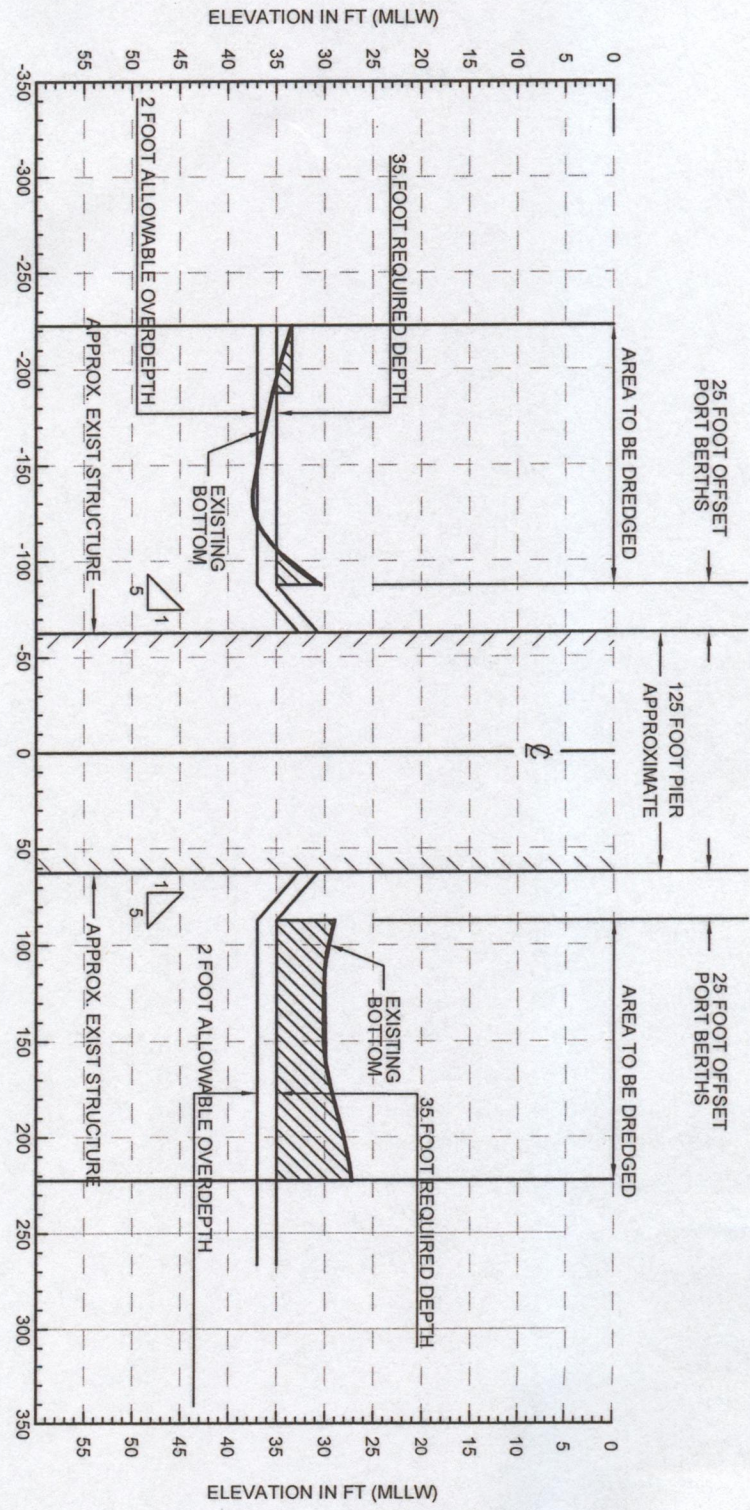 25 FOOT OFFSET
PORT BERTHS
125 FOOT PIER
APPROXIMATE
25 FOOT OFFSET
PORT BERTHS
AREA TO BE DREDGED
AREA TO BE DREDGED
ELEVATION IN FT (MLLW)
0
5
10
15
20
25
30
35
40
45
50
55
35 FOOT REQUIRED DEPTH
2 FOOT ALLOWABLE OVERDEPTH
EXISTING
BOTTOM
APPROX. EXIST STRUCTURE
1
5
℄
EXISTING
BOTTOM
35 FOOT REQUIRED DEPTH
2 FOOT ALLOWABLE OVERDEPTH
1
5
APPROX. EXIST STRUCTURE
0
5
10
15
20
25
30
35
40
45
50
55
ELEVATION IN FT (MLLW)
-350
-300
-250
-200
-150
-100
-50
0
50
100
150
200
250
300
350